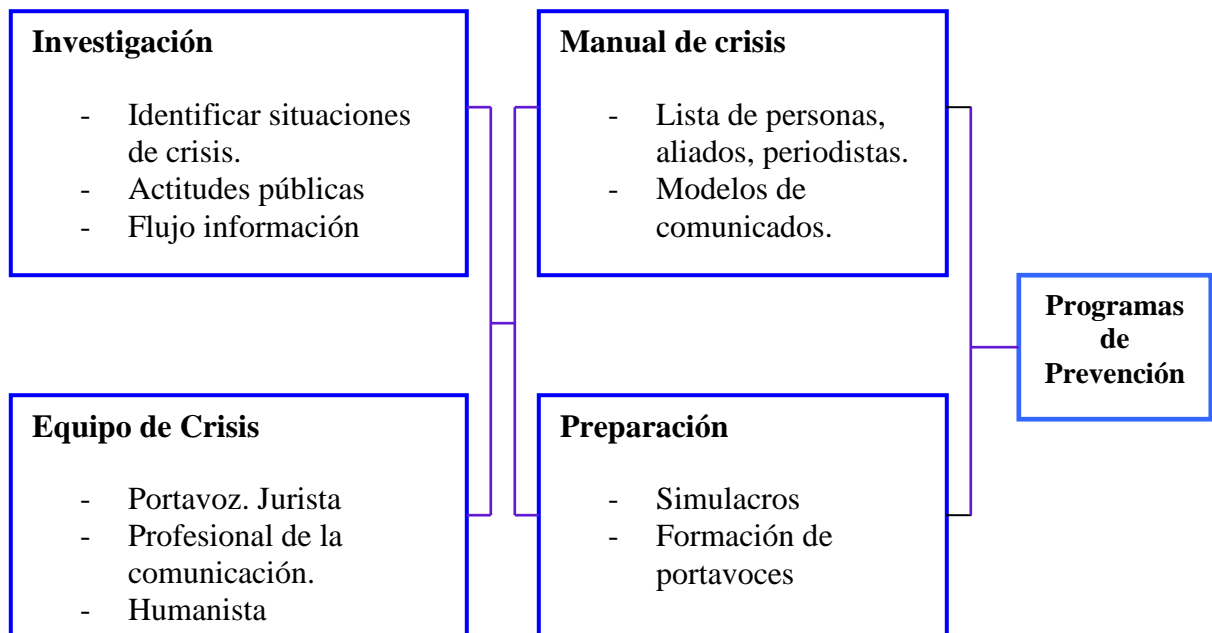 Investigación
- Identificar situaciones
de crisis.
- Actitudes públicas
- Flujo información
Manual de crisis
- Lista de personas,
aliados, periodistas.
- Modelos de
comunicados.
Programas
de
Prevención
Equipo de Crisis
- Portavoz. Jurista
- Profesional de la
comunicación.
- Humanista
Preparación
- Simulacros
- Formación de
portavoces